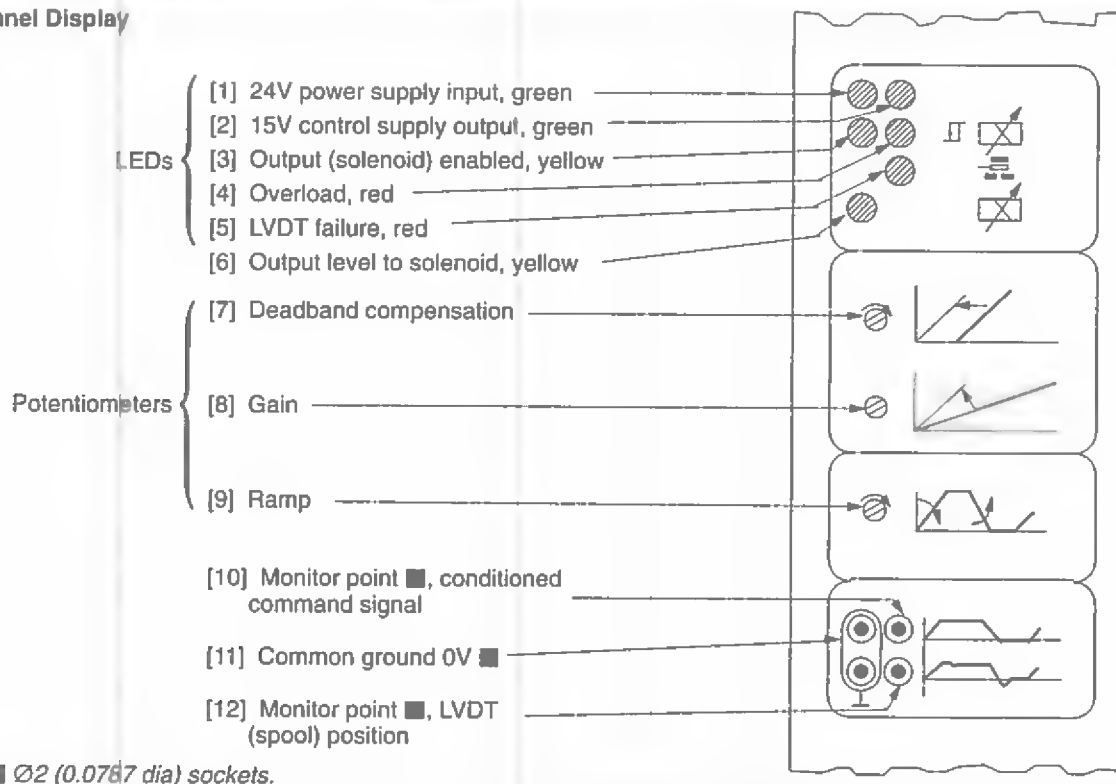 nnel Display
[1] 24V power supply input, green
[2] 15V control supply output, green
LEDs
[3] Output (solenoid) enabled, yellow
[4] Overload, red
[5] LVDT failure, red
[6] Output level to solenoid, yellow
[7] Deadband compensation
Potentiometers
[8] Gain
[9] Ramp
[10] Monitor point ■, conditioned
command signal
[11] Common ground 0V ■
[12] Monitor point ■, LVDT
(spool) position
■ Ø2 (0.0787 dia) sockets.